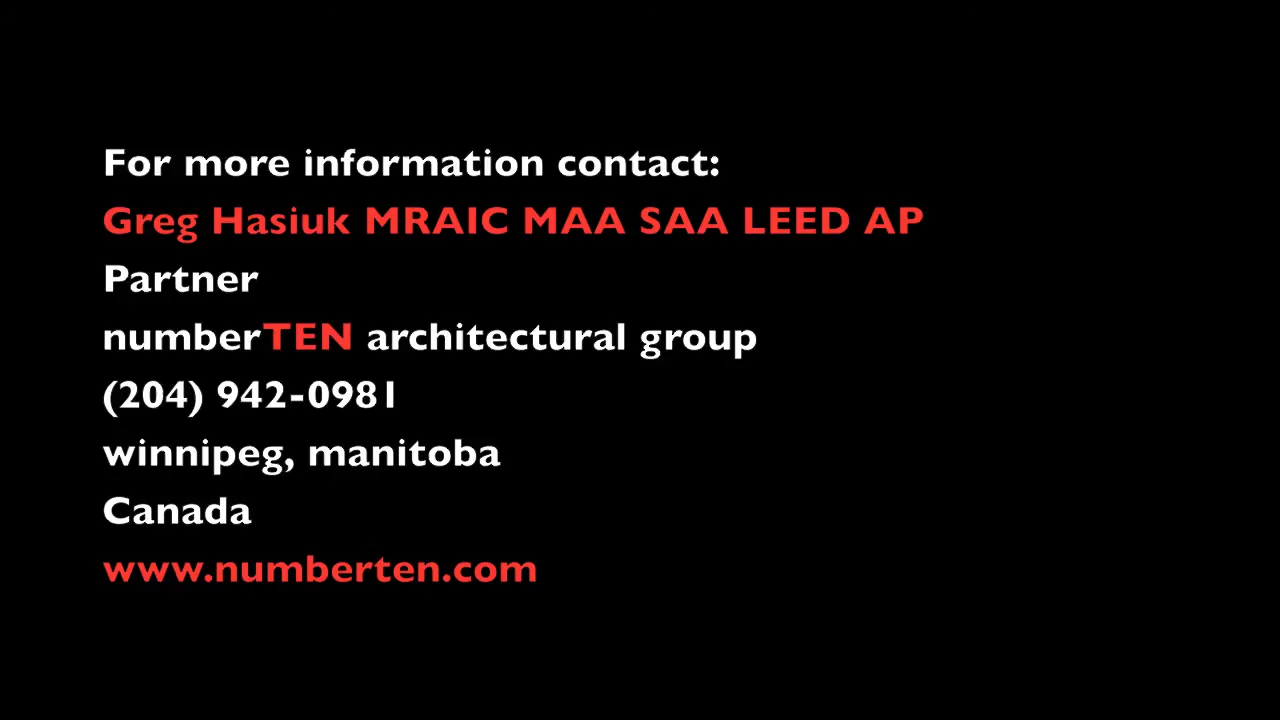 For more information contact:
Greg Hasiuk MRAIC MAA SAA LEED AP
Partner
numberTEN architectural group
(204) 942-0981
winnipeg, manitoba
Canada
www.numberten.com